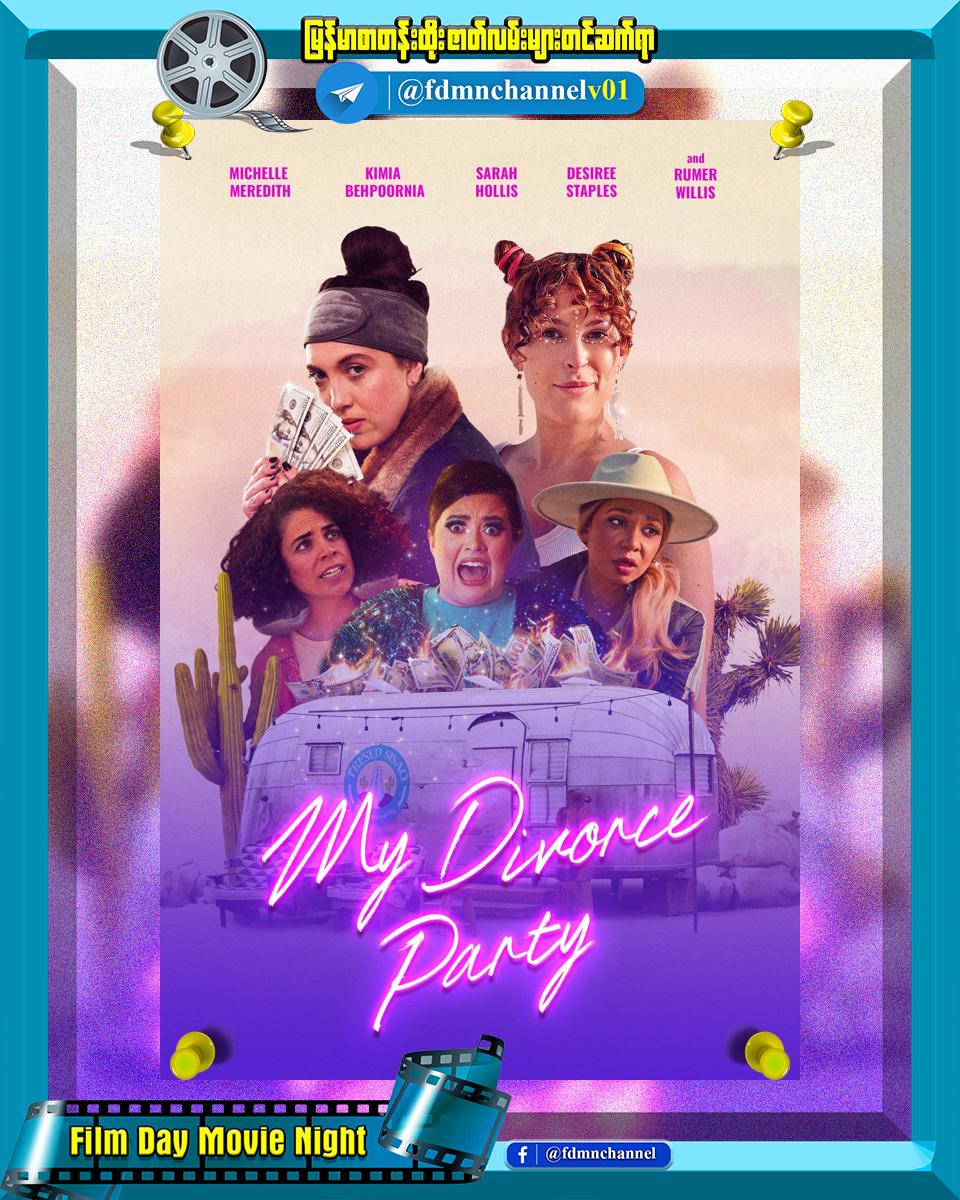 မြန်မာစာတန်းထိုးဇာတ်လမ်းများတင်ဆက်ရာ
@fdmnchannelv01
MICHELLE
MEREDITH
KIMIA
BEHPOORNIA
SARAH
HOLLIS
DESIREE
STAPLES
and
RUMER
WILLIS
My Divorce
Party
Film Day Movie Night
@fdmnchannel